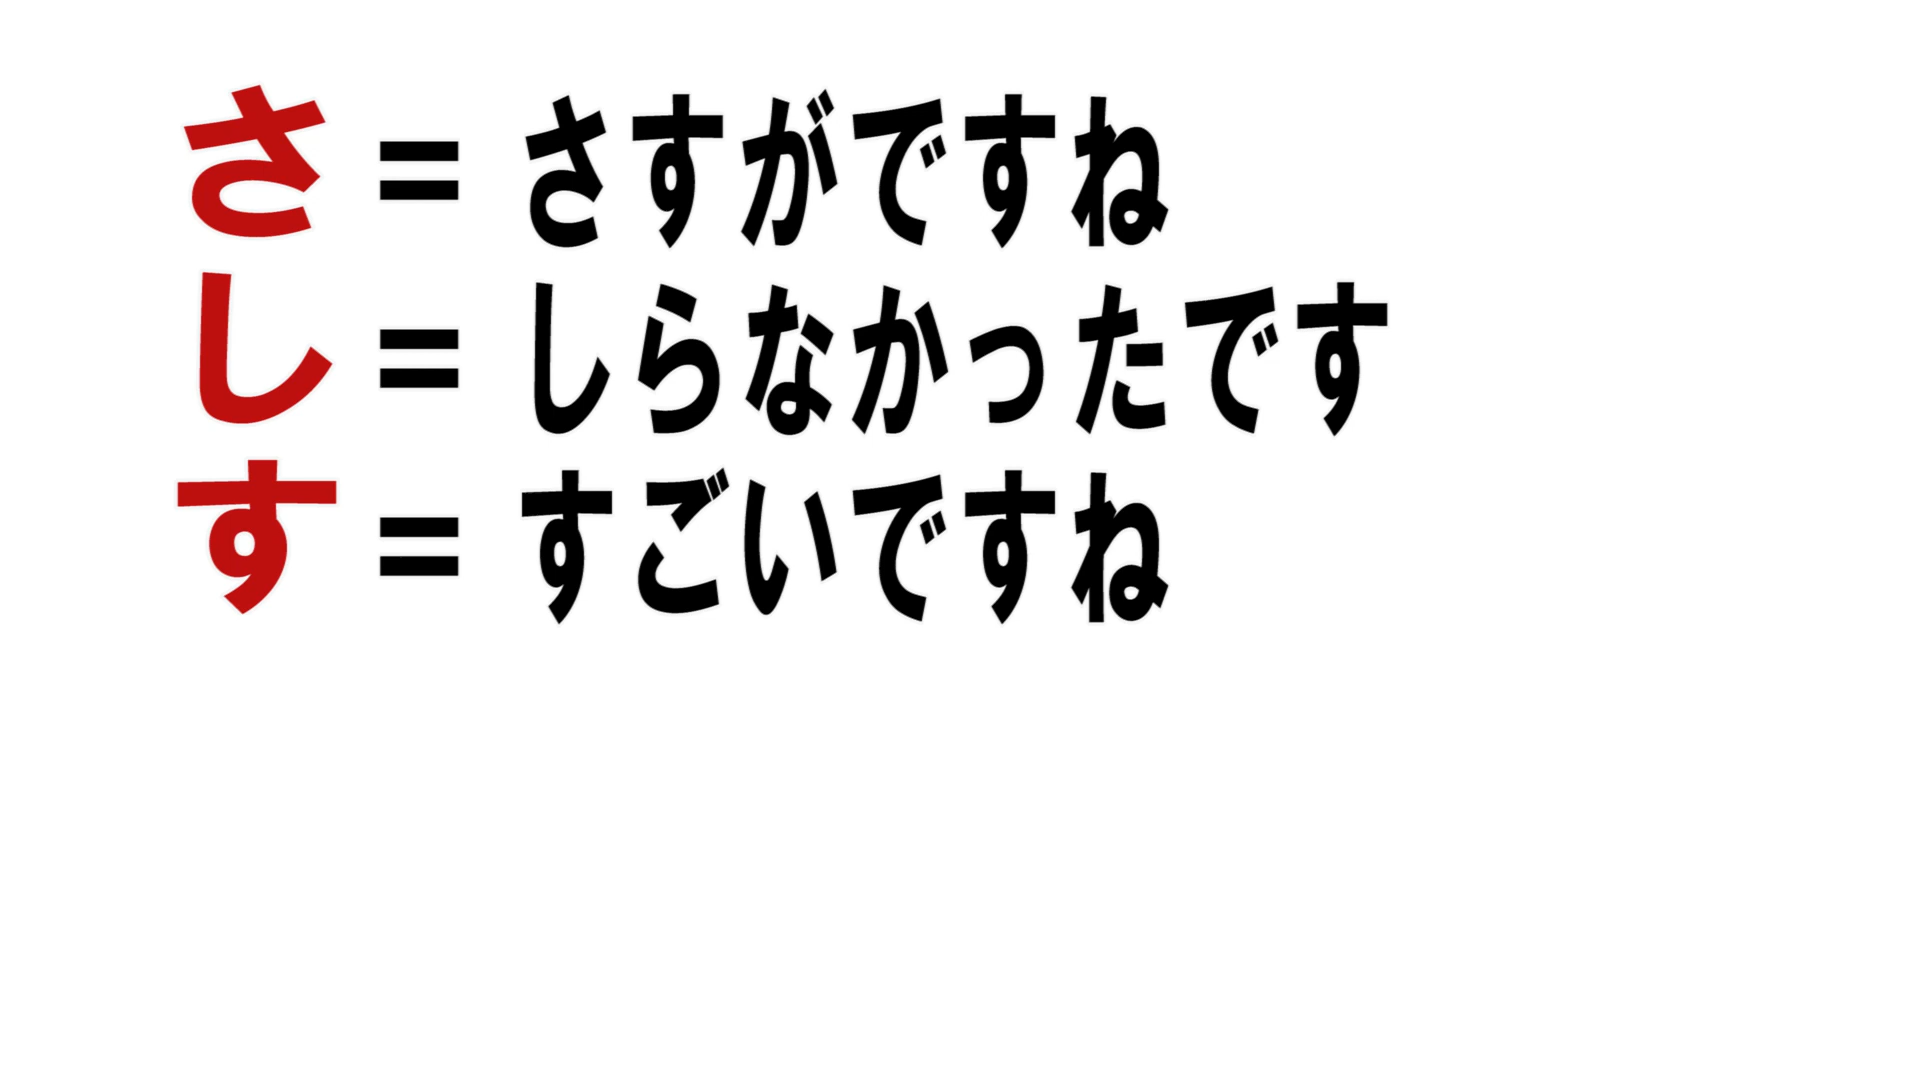 さ = さすがですね
し = しらなかったです
す = すごいですね